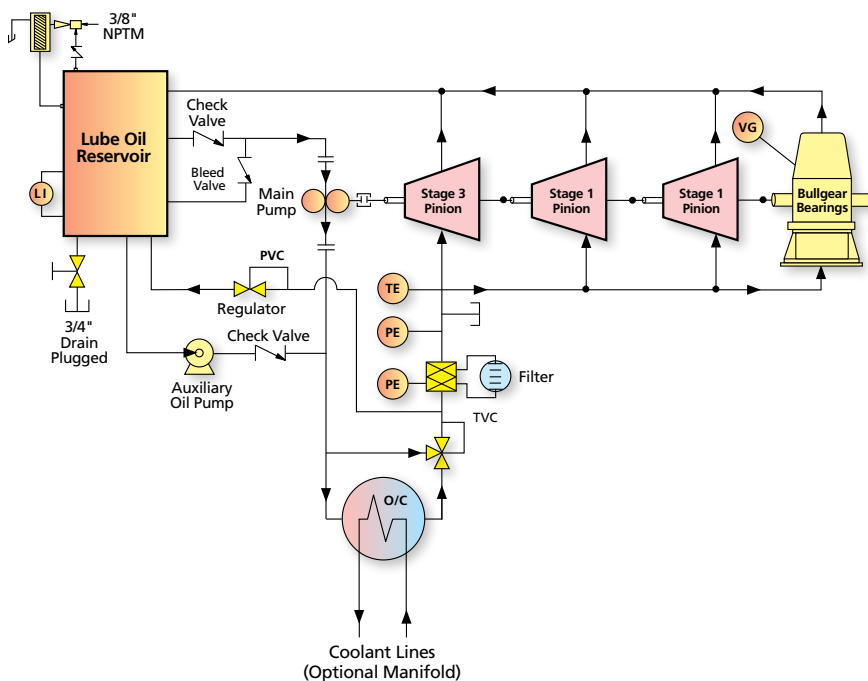 3/8"
NPTM
Lube Oil
Reservoir
Check
Valve
Bleed
Valve
LI
Main
Pump
Stage 3
Pinion
Stage 1
Pinion
Stage 1
Pinion
VG
Bullgear
Bearings
PVC
Regulator
TE
3/4"
Drain
Plugged
Check Valve
PE
Auxiliary
Oil Pump
PE
Filter
TVC
O/C
Coolant Lines
(Optional Manifold)